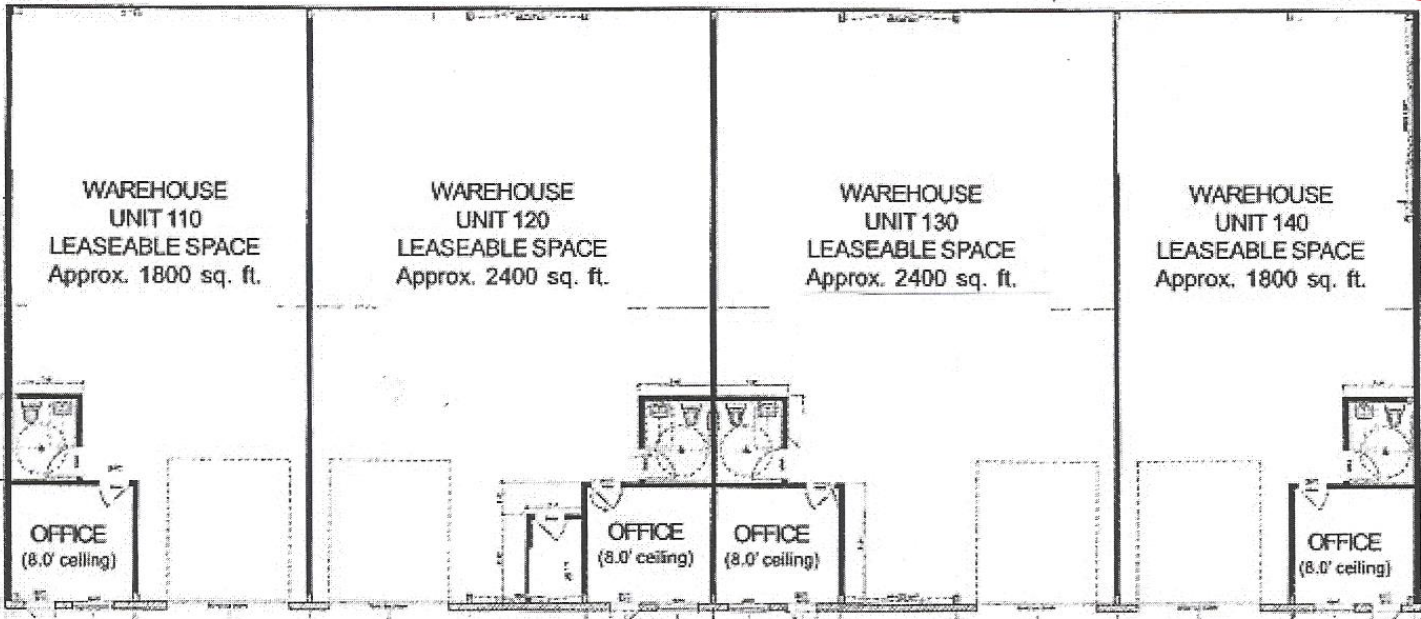 WAREHOUSE
UNIT 110
LEASEABLE SPACE
Approx. 1800 sq. ft.
WAREHOUSE
UNIT 120
LEASEABLE SPACE
Approx. 2400 sq. ft.
WAREHOUSE
UNIT 130
LEASEABLE SPACE
Approx. 2400 sq. ft.
WAREHOUSE
UNIT 140
LEASEABLE SPACE
Approx. 1800 sq. ft.
OFFICE
(8.0' ceiling)
OFFICE
(8.0' ceiling)
OFFICE
(8.0' ceiling)
OFFICE
(8.0' ceiling)